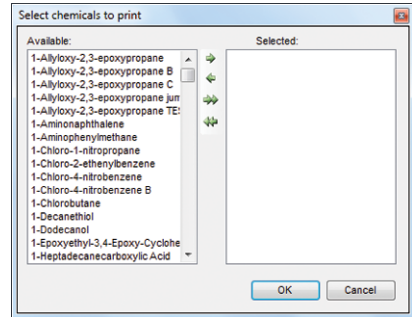 Select chemicals to print
Available:
Selected:
1-Allyloxy-2,3-epoxypropane
1-Allyloxy-2,3-epoxypropane B
1-Allyloxy-2,3-epoxypropane C
1-Allyloxy-2,3-epoxypropane jum
1-Allyloxy-2,3-epoxypropane TES
1-Aminonaphthalene
1-Aminophenylmethane
1-Chloro-1-nitropropane
1-Chloro-2-ethenylbenzene
1-Chloro-4-nitrobenzene
1-Chloro-4-nitrobenzene B
1-Chlorobutane
1-Decanethiol
1-Dodecanol
1-Epoxyethyl-3,4-Epoxy-Cyclohe
1-Heptadecanecarboxylic Acid
OK
Cancel